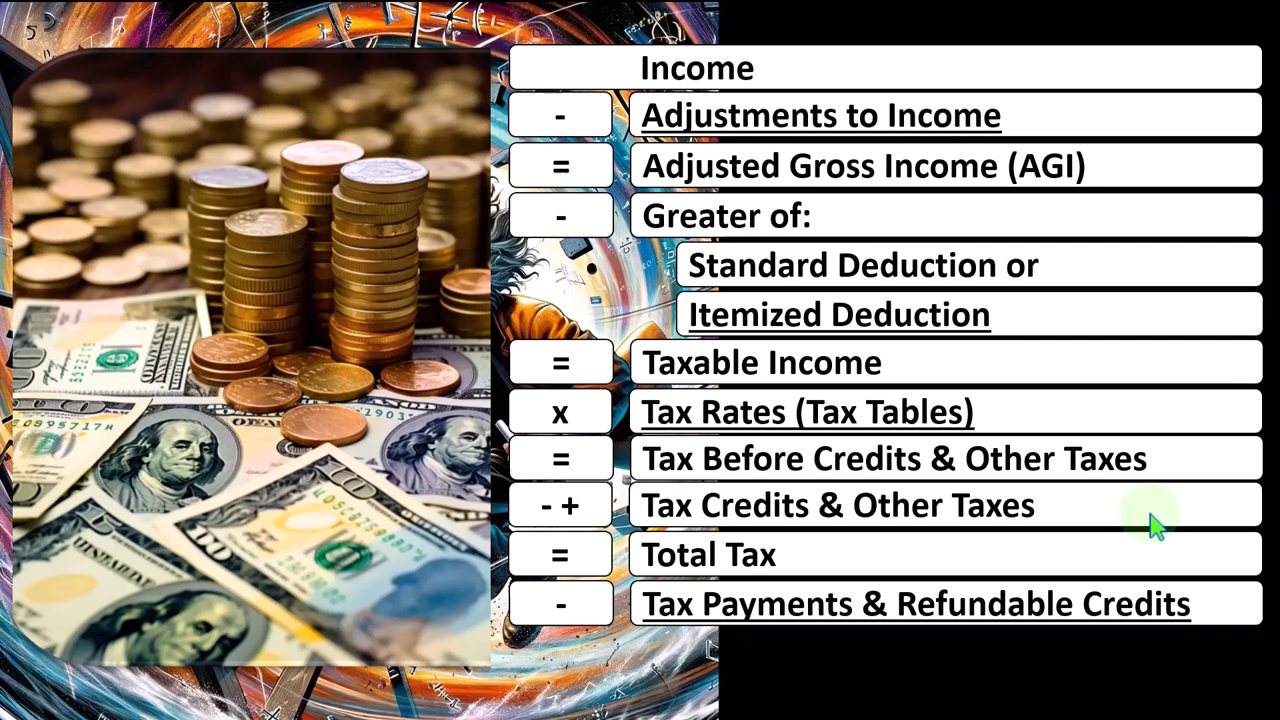 Income
- Adjustments to Income
= Adjusted Gross Income (AGI)
- Greater of:
Standard Deduction or
Itemized Deduction
= Taxable Income
x Tax Rates (Tax Tables)
= Tax Before Credits & Other Taxes
- + Tax Credits & Other Taxes
= Total Tax
- Tax Payments & Refundable Credits